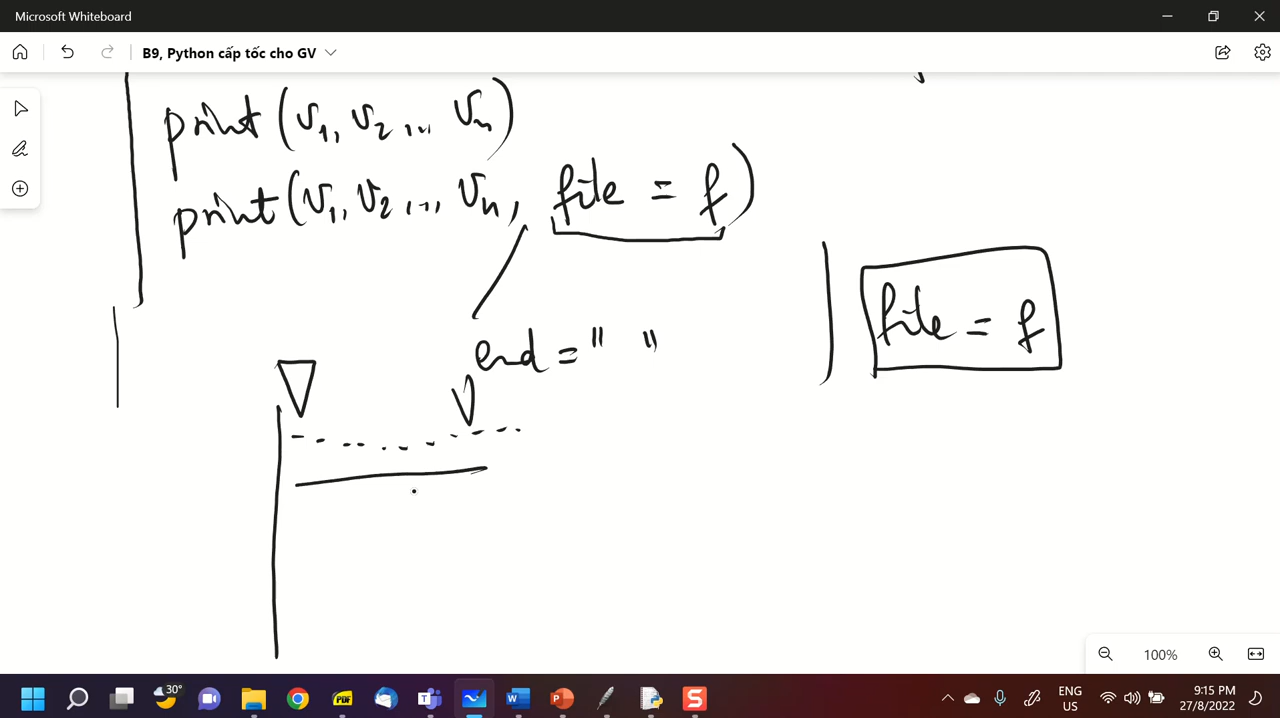 Microsoft Whiteboard
B9, Python cấp tốc cho GV
print(v1, v2 ... vn)
print(v1, v2 ..., vn, file = f)
file = f
end = " "
100%
30°
ENG
US
9:15 PM
27/8/2022